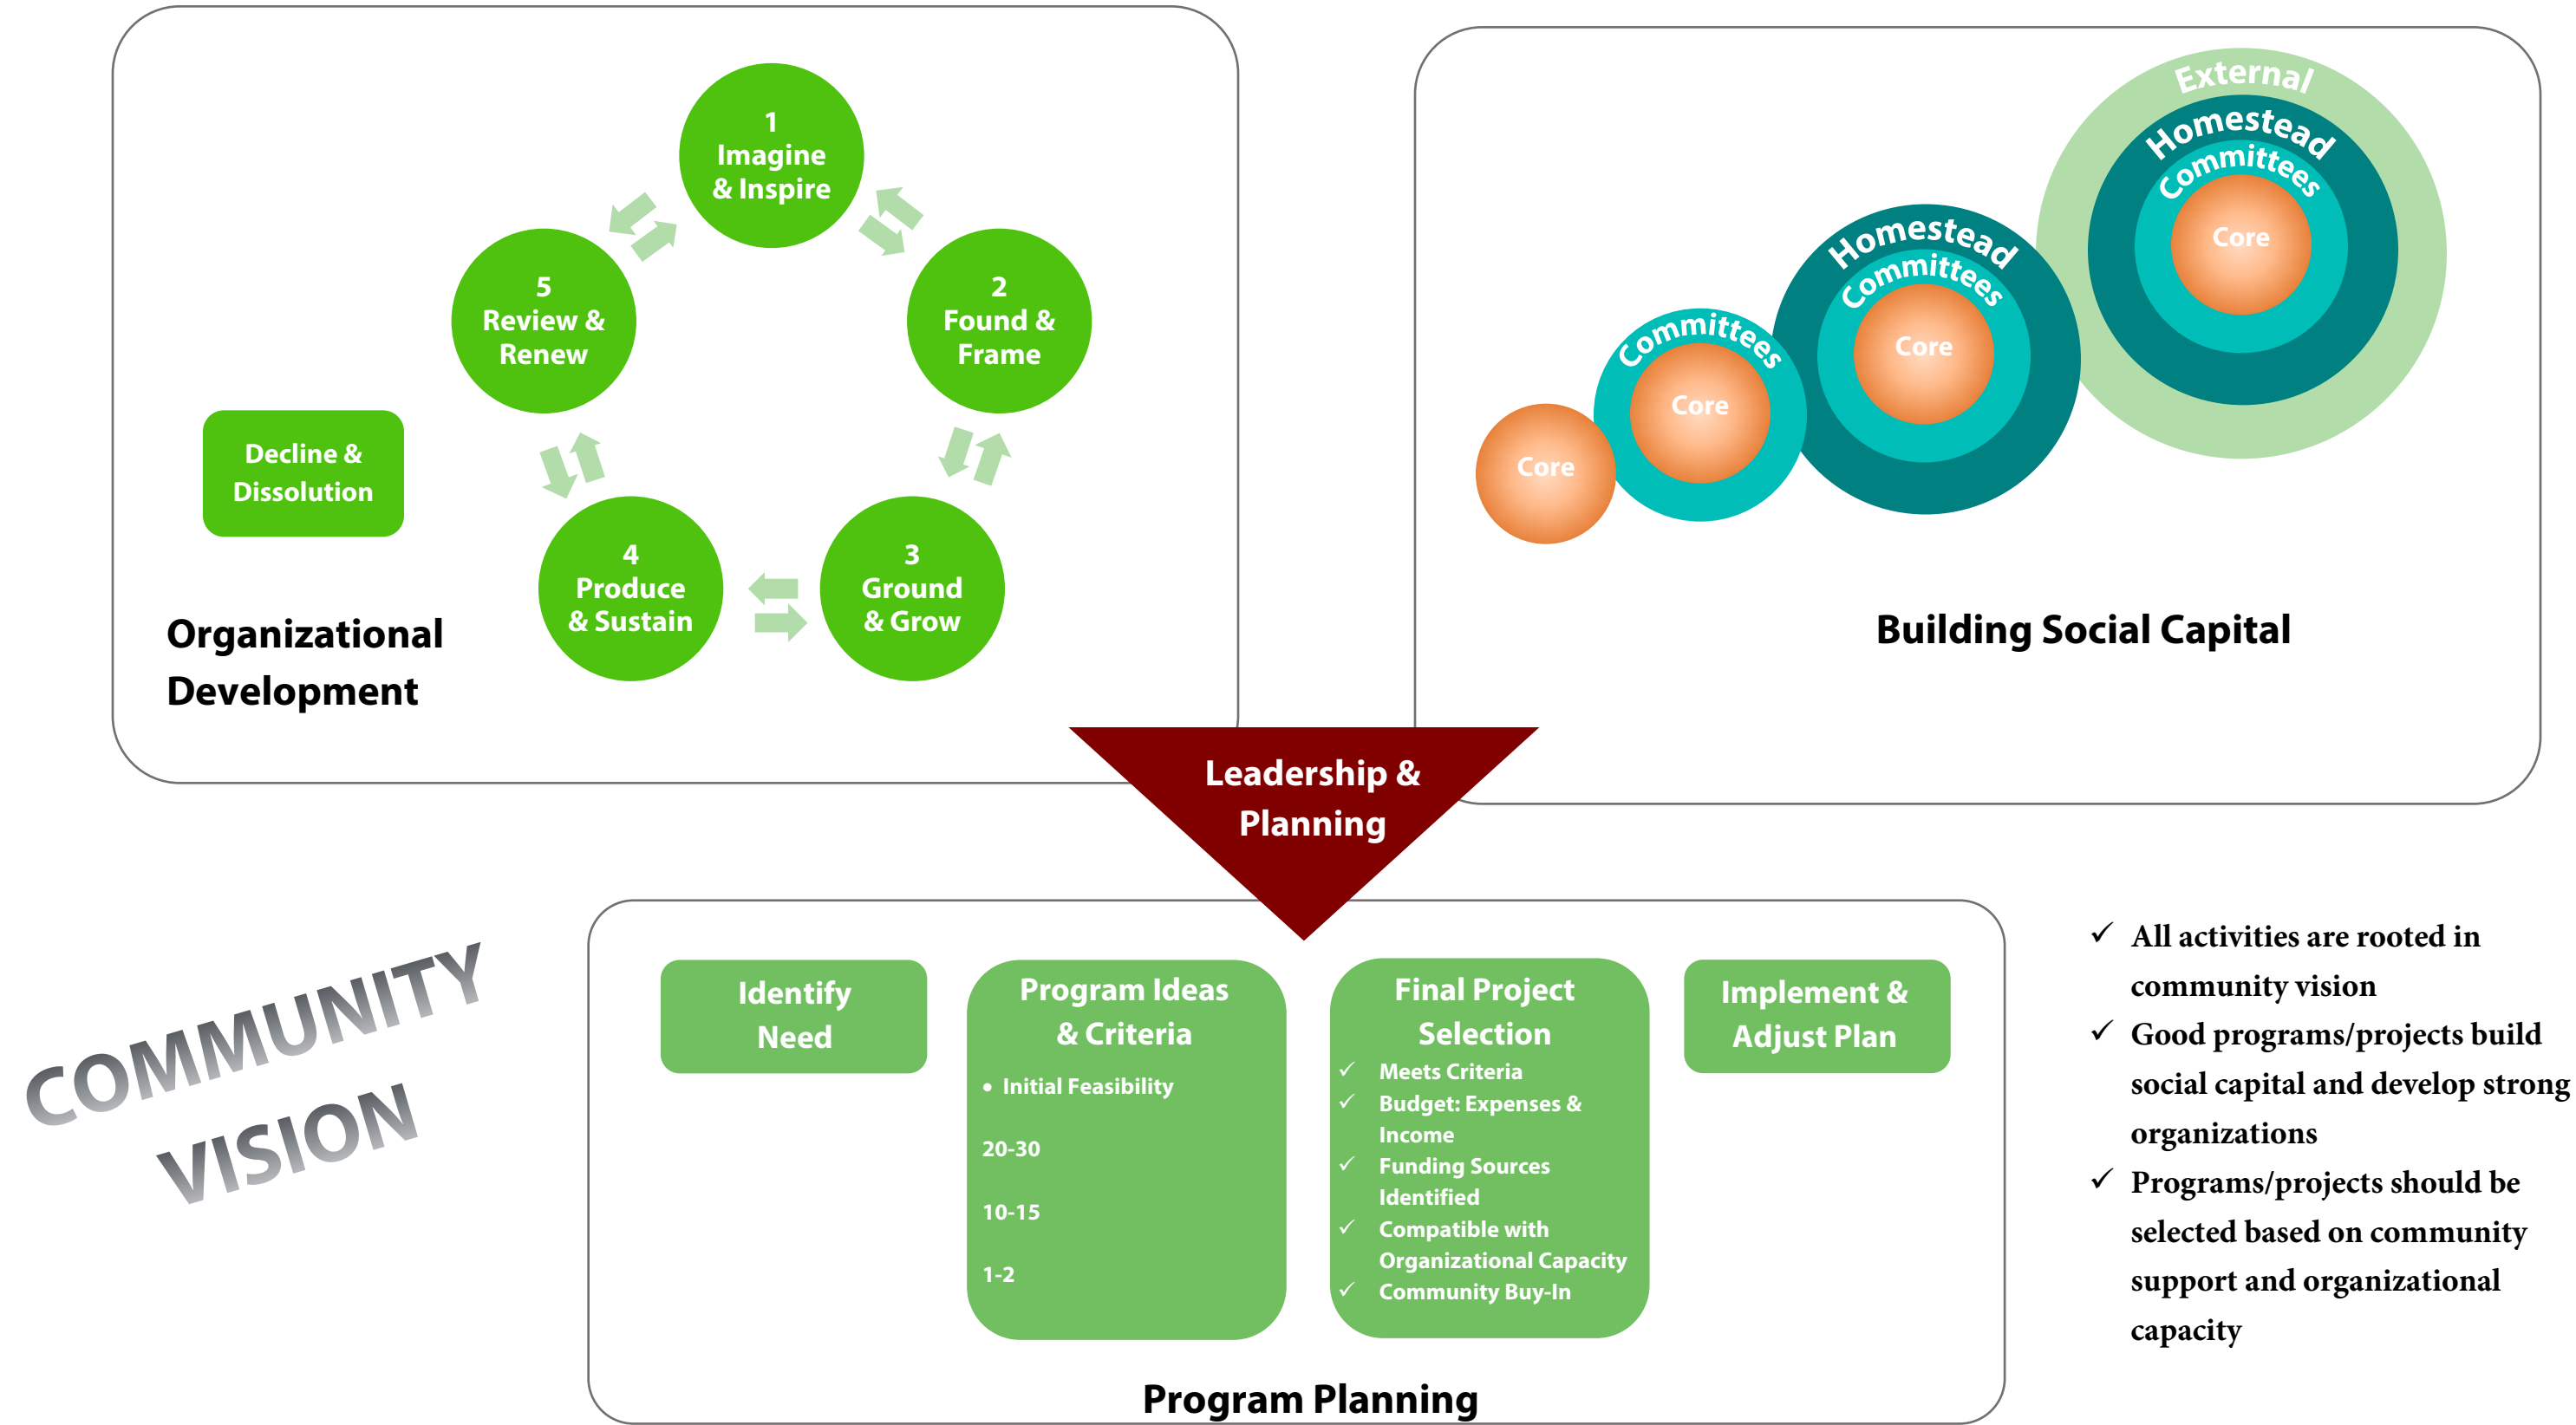 1
Imagine
& Inspire
2
Found &
Frame
3
Ground
& Grow
4
Produce
& Sustain
5
Review &
Renew
Decline &
Dissolution
Organizational
Development
Core
Committees
Core
Homestead
Committees
Core
External
Homestead
Committees
Core
Building Social Capital
Leadership &
Planning
COMMUNITY
VISION
Identify
Need
Program Ideas
& Criteria
• Initial Feasibility
20-30
10-15
1-2
Final Project
Selection
✓ Meets Criteria
✓ Budget: Expenses &
Income
✓ Funding Sources
Identified
✓ Compatible with
Organizational Capacity
✓ Community Buy-In
Implement &
Adjust Plan
Program Planning
✓ All activities are rooted in
community vision
✓ Good programs/projects build
social capital and develop strong
organizations
✓ Programs/projects should be
selected based on community
support and organizational
capacity